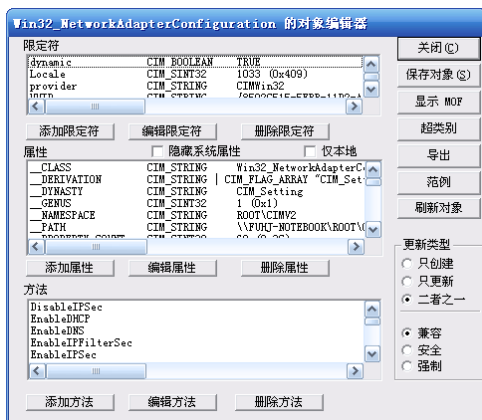 Win32_NetworkAdapterConfiguration 的对象编辑器
限定符
dynamic CIM_BOOLEAN TRUE
Locale CIM_SINT32 1033 (0x409)
provider CIM_STRING CIMWin32
添加限定符 编辑限定符 删除限定符
属性 隐藏系统属性 仅本地
__CLASS CIM_STRING Win32_NetworkAdapterC
__DERIVATION CIM_STRING | CIM_FLAG_ARRAY "CIM_Set
__DYNASTY CIM_STRING CIM_Setting
__GENUS CIM_SINT32 1 (0x1)
__NAMESPACE CIM_STRING ROOT\CIMV2
__PATH CIM_STRING \\FUHJ-NOTEBOOK\ROOT\
添加属性 编辑属性 删除属性
方法
DisableIPSec
EnableDHCP
EnableDNS
EnableIPFilterSec
EnableIPSec
添加方法 编辑方法 删除方法
关闭(C)
保存对象(S)
显示 MOF
超类别
导出
范例
刷新对象
更新类型
只创建
只更新
二者之一
兼容
安全
强制